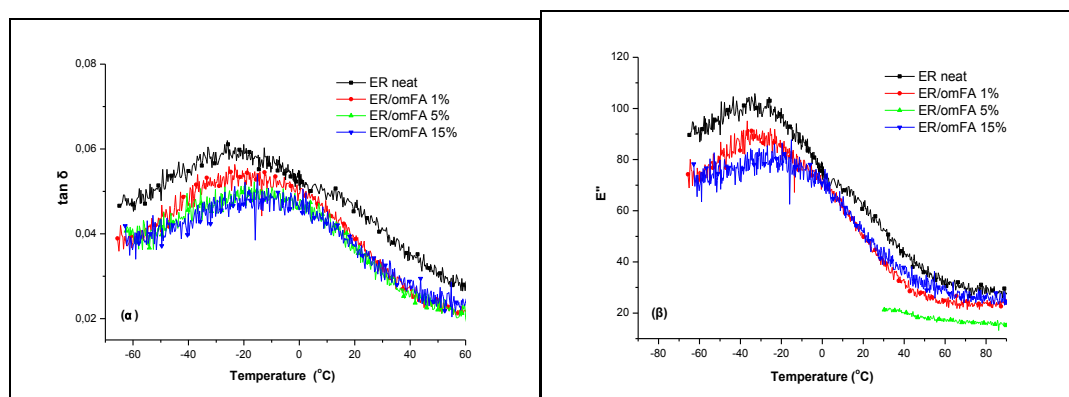 0,08
0,06
0,04
0,02
tan δ
ER neat
ER/omFA 1%
ER/omFA 5%
ER/omFA 15%
(α )
-60 -40 -20 0 20 40 60
Temperature (°C)
120
100
80
60
40
20
E"
ER neat
ER/omFA 1%
ER/omFA 5%
ER/omFA 15%
(β)
-80 -60 -40 -20 0 20 40 60 80
Temperature (°C)